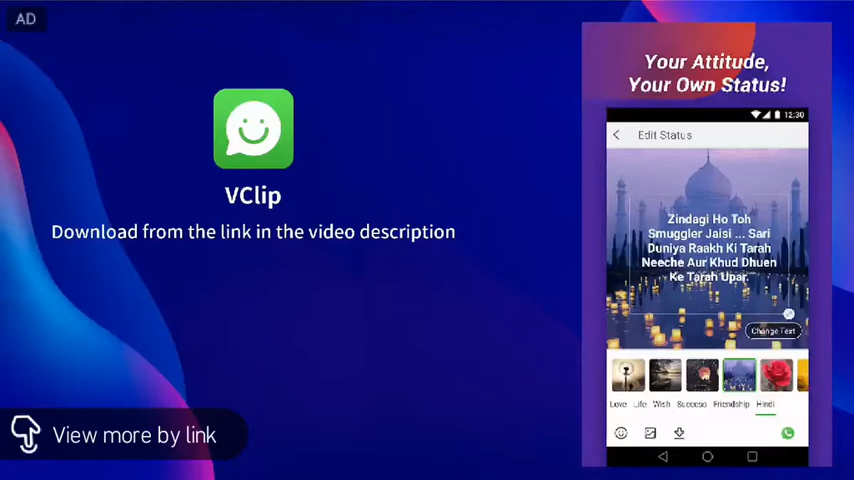 AD
VClip
Download from the link in the video description
View more by link
Your Attitude,
Your Own Status!
12:30
Edit Status
Zindagi Ho Toh
Smuggler Jaisi ... Sari
Duniya Raakh Ki Tarah
Neeche Aur Khud Dhuen
Ke Tarah Upar.
Change Text
Love Life Wish Success Friendship Hindi